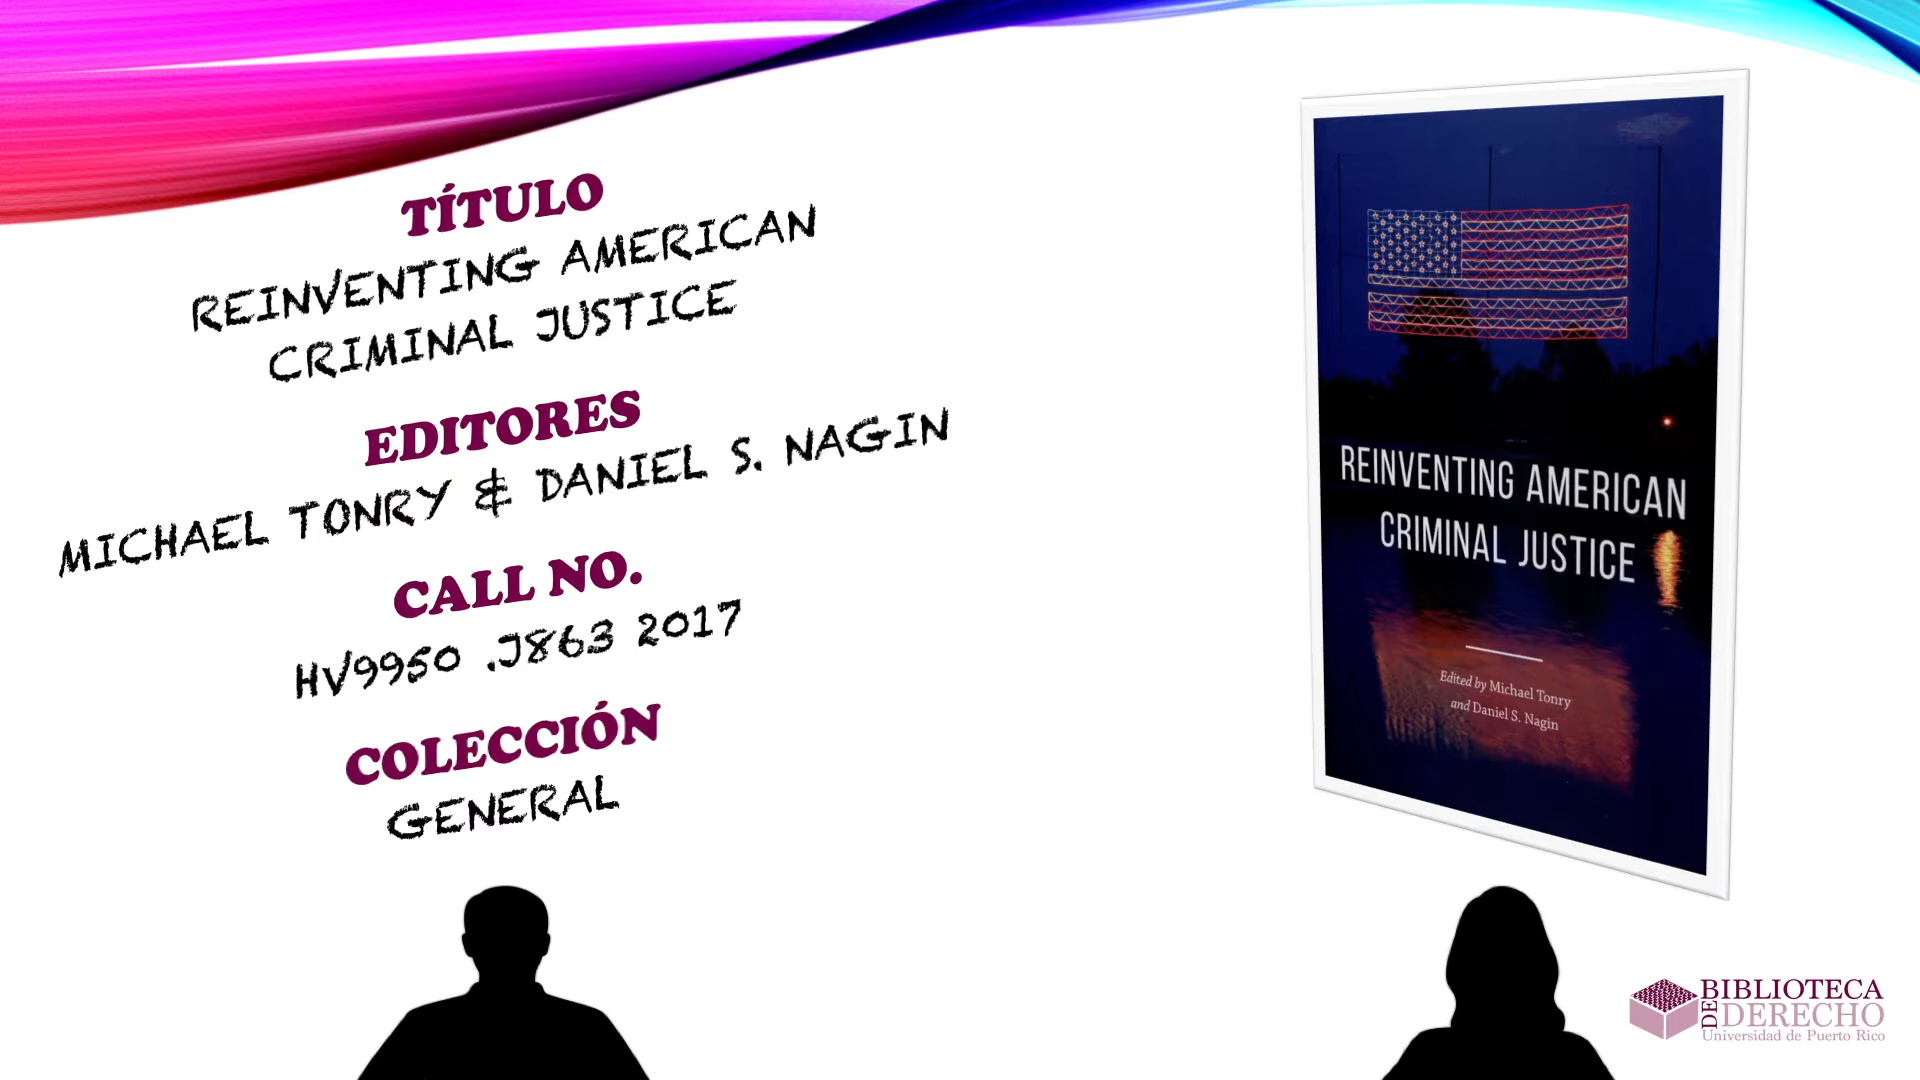 TÍTULO
REINVENTING AMERICAN
CRIMINAL JUSTICE
EDITORES
MICHAEL TONRY & DANIEL S. NAGIN
CALL NO.
HV9950 .J863 2017
COLECCIÓN
GENERAL
REINVENTING AMERICAN
CRIMINAL JUSTICE
Edited by Michael Tonry
and Daniel S. Nagin
BIBLIOTECA
DE DERECHO
Universidad de Puerto Rico